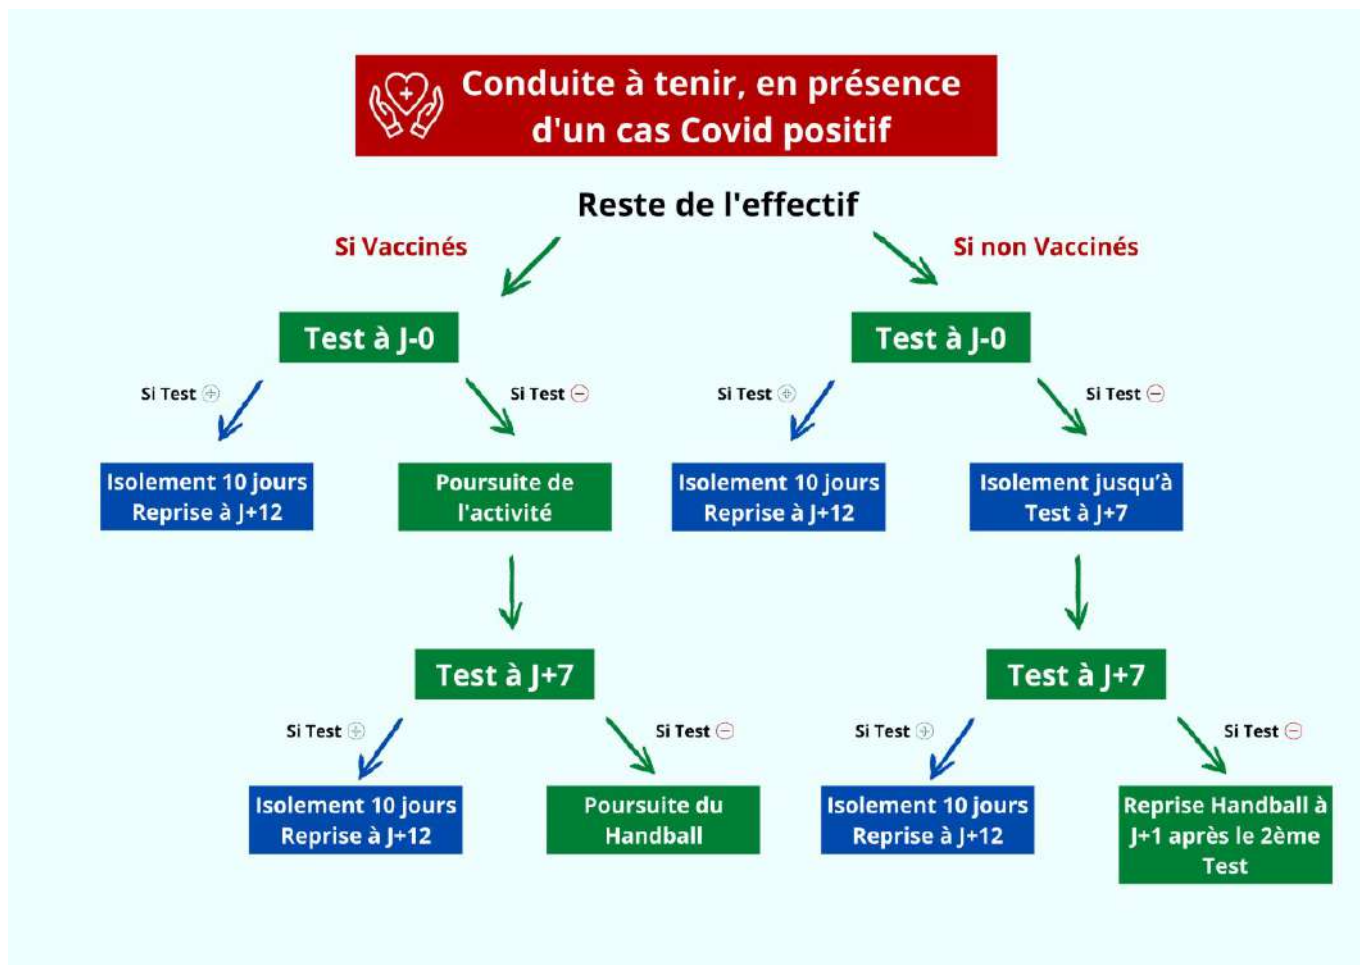 Conduite à tenir, en présence
d'un cas Covid positif
Reste de l'effectif
Si Vaccinés
Si non Vaccinés
Test à J-0
Test à J-0
Si Test
Si Test
Si Test
Si Test
Isolement 10 jours
Reprise à J+12
Poursuite de
l'activité
Isolement 10 jours
Reprise à J+12
Isolement jusqu'à
Test à J+7
Test à J+7
Test à J+7
Si Test
Si Test
Si Test
Si Test
Isolement 10 jours
Reprise à J+12
Poursuite du
Handball
Isolement 10 jours
Reprise à J+12
Reprise Handball à
J+1 après le 2ème
Test